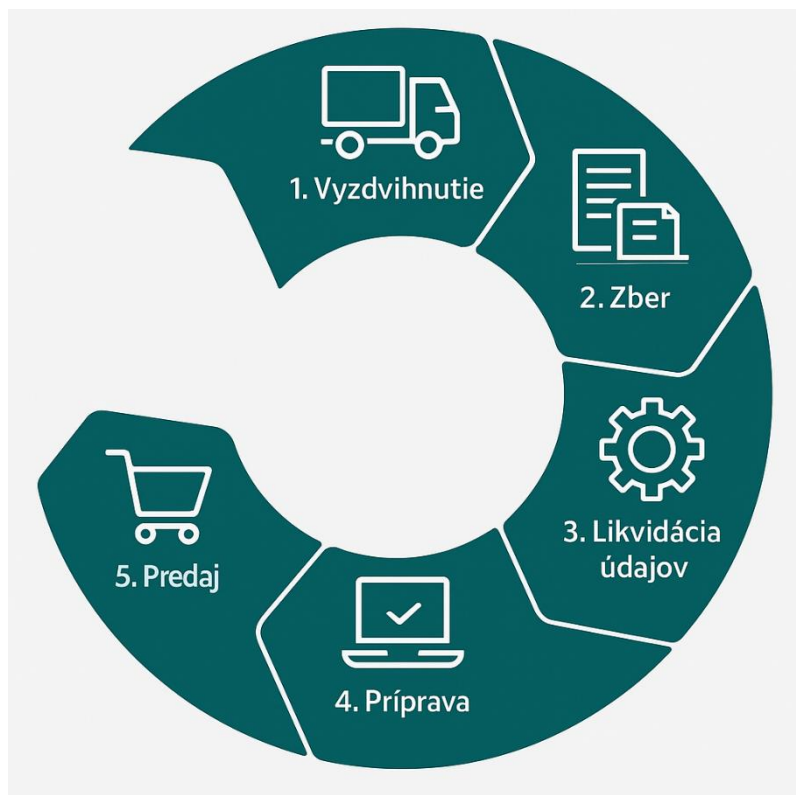 1. Vyzdvihnutie
2. Zber
3. Likvidácia
údajov
4. Príprava
5. Predaj